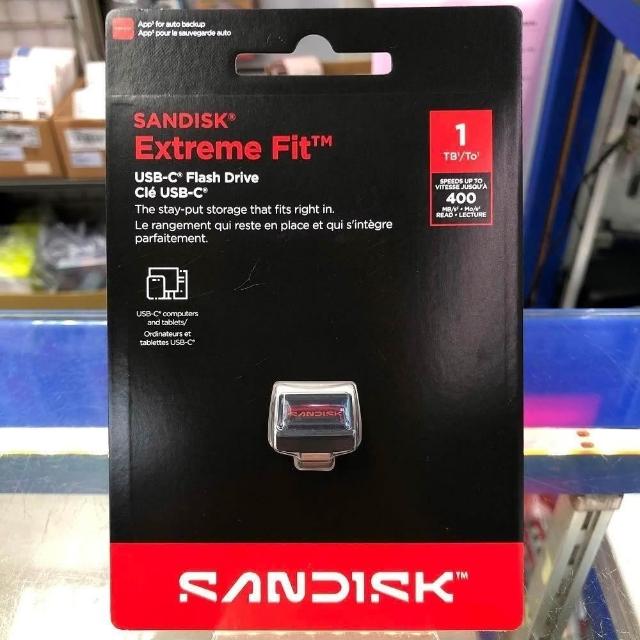 App¹ for auto backup
App¹ pour la sauvegarde auto
SANDISK®
Extreme Fit™
USB-C® Flash Drive
Clé USB-C®
The stay-put storage that fits right in.
Le rangement qui reste en place et qui s'intègre
parfaitement.
1
TB¹/To¹
SPEEDS UP TO
VITESSE JUSQU'À
400
MB/s² • Mo/s²
READ • LECTURE
USB-C® computers
and tablets/
Ordinateurs et
tablettes USB-C®
SANDISK
SANDISK™